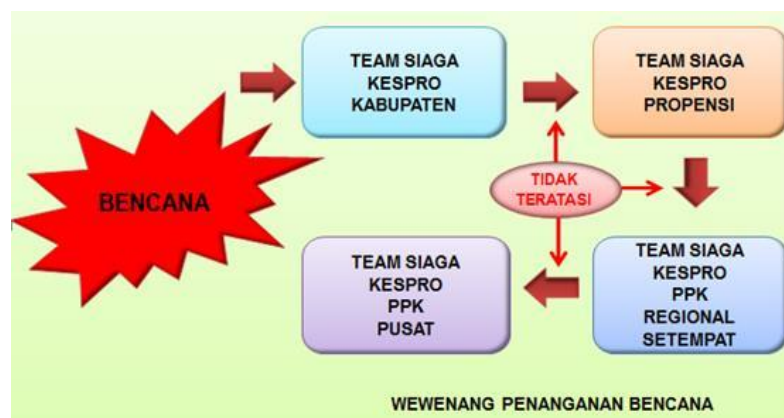 BENCANA
TEAM SIAGA
KESPRO
KABUPATEN
TEAM SIAGA
KESPRO
PROPENSI
TIDAK
TERATASI
TEAM SIAGA
KESPRO
PPK
REGIONAL
SETEMPAT
TEAM SIAGA
KESPRO
PPK
PUSAT
WEWENANG PENANGANAN BENCANA